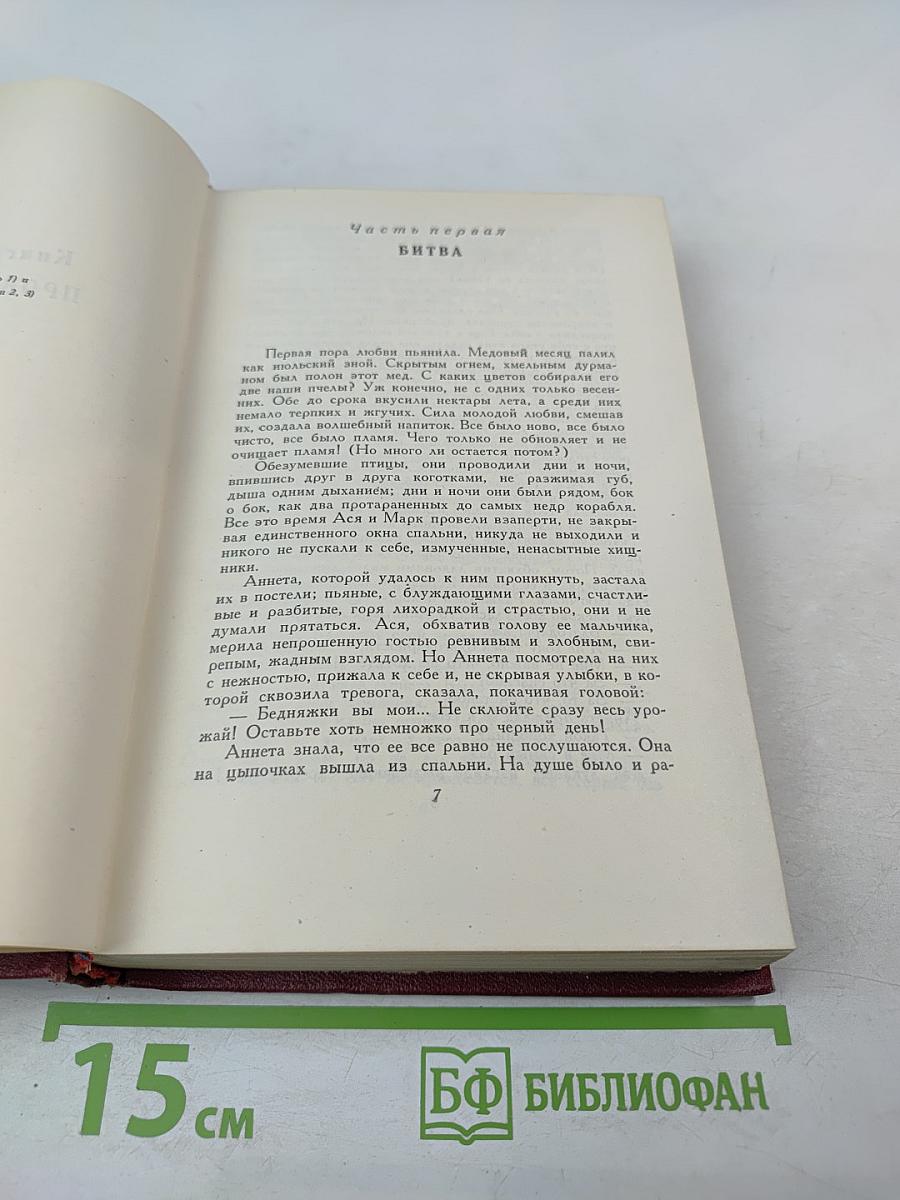 Часть первая
БИТВА
Первая пора любви пьянила. Медовый месяц палил
как июльский зной. Скрытым огнем, хмельным дурма-
ном был полон этот мед. С каких цветов собирали его
две наши пчелы? Уж конечно, не с одних только весен-
них. Обе до срока вкусили нектары лета, а среди них
немало терпких и жгучих. Сила молодой любви, смешав
их, создала волшебный напиток. Все было ново, все было
чисто, все было пламя. Чего только не обновляет и не
очищает пламя! (Но много ли остается потом?)
Обезумевшие птицы, они проводили дни и ночи,
впившись друг в друга коготками, не разжимая губ,
дыша одним дыханием; дни и ночи они были рядом, бок
о бок, как два протараненных до самых недр корабля.
Все это время Ася и Марк провели взаперти, не закры-
вая единственного окна спальни, никуда не выходили и
никого не пускали к себе, измученные, ненасытные хищ-
ники.
Аннета, которой удалось к ним проникнуть, застала
их в постели; пьяные, с блуждающими глазами, счастли-
вые и разбитые, горя лихорадкой и страстью, они и не
думали прятаться. Ася, обхватив голову ее мальчика,
мерила непрошенную гостью ревнивым и злобным, сви-
репым, жадным взглядом. Но Аннета посмотрела на них
с нежностью, прижала к себе и, не скрывая улыбки, в ко-
торой сквозила тревога, сказала, покачивая головой:
— Бедняжки вы мои... Не склюйте сразу весь уро-
жай! Оставьте хоть немножко про черный день!
Аннета знала, что ее все равно не послушаются. Она
на цыпочках вышла из спальни. На душе было и ра-
7
15 см
БФ БИБЛИОФАН